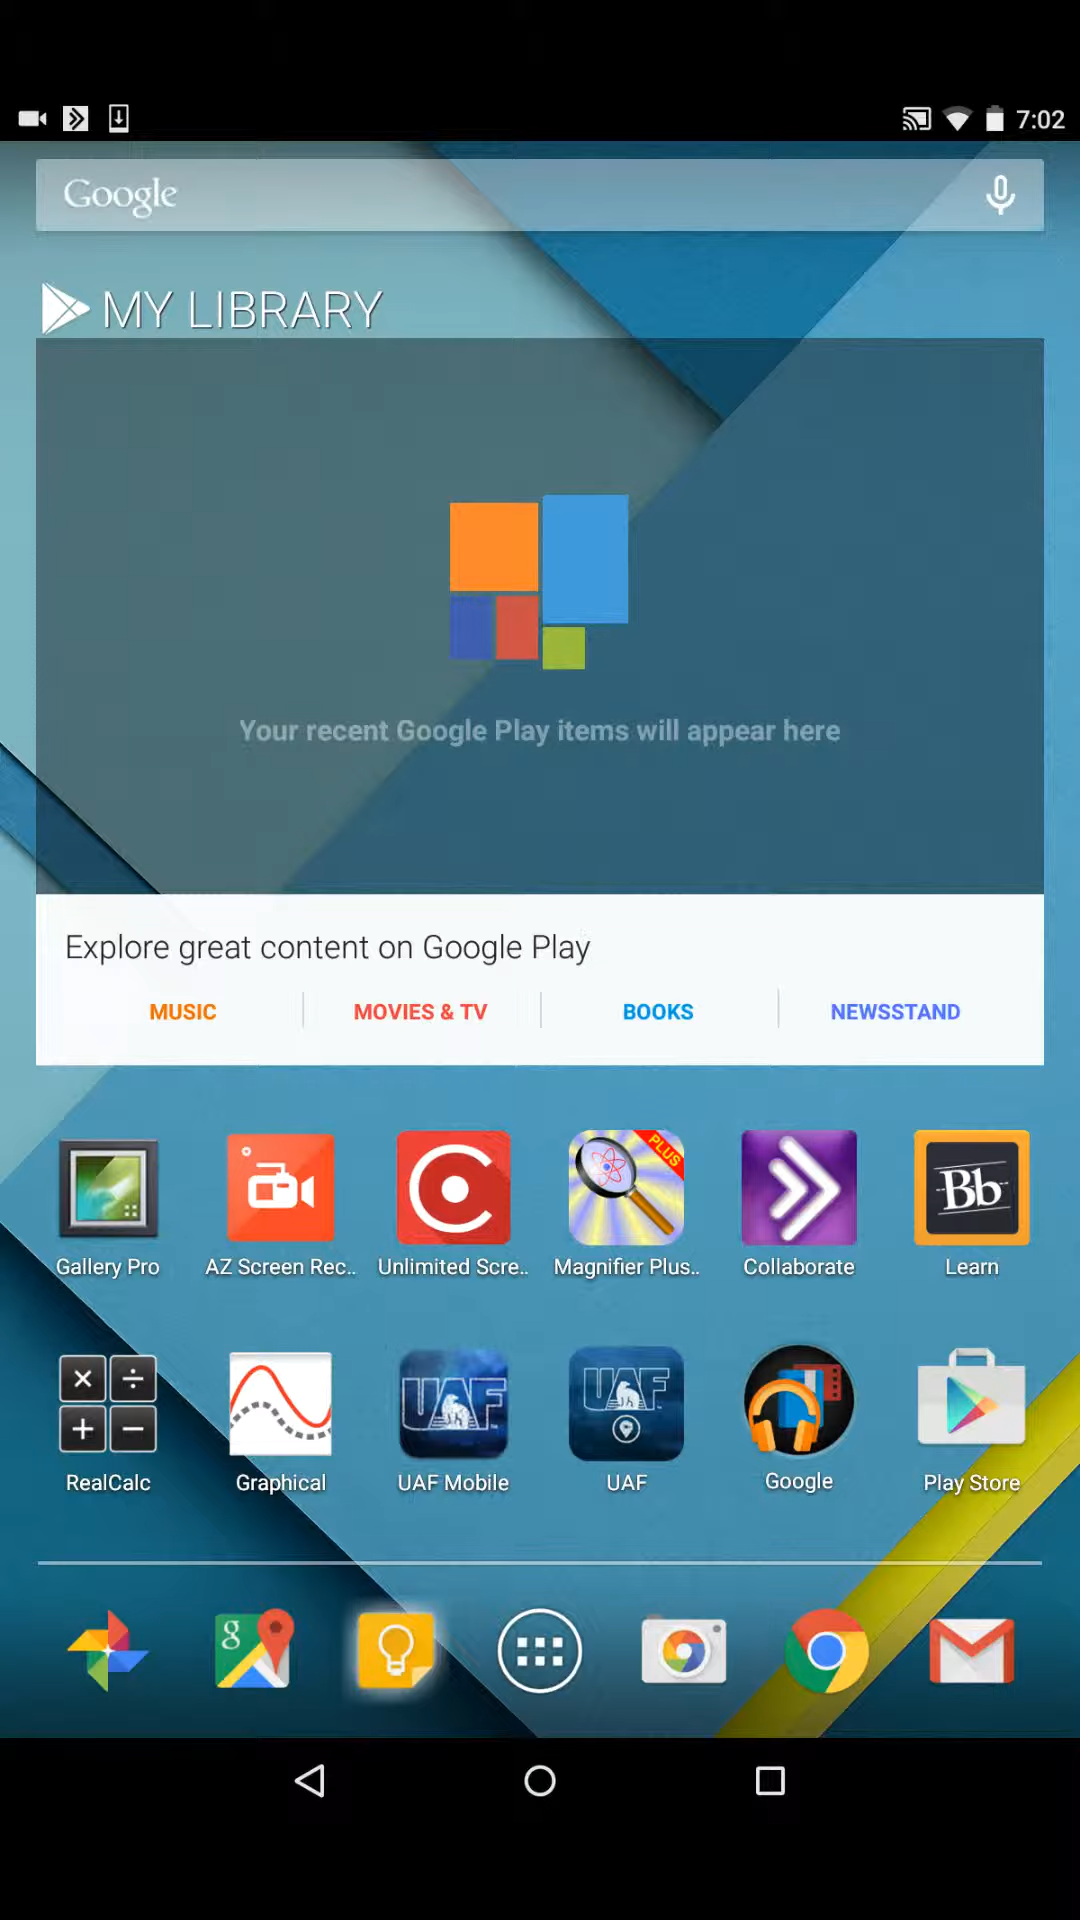 7:02
Google
MY LIBRARY
Your recent Google Play items will appear here
Explore great content on Google Play
MUSIC
MOVIES & TV
BOOKS
NEWSSTAND
PLUS
Bb
Gallery Pro
AZ Screen Rec..
Unlimited Scre..
Magnifier Plus..
Collaborate
Learn
UAF
UAF
RealCalc
Graphical
UAF Mobile
UAF
Google
Play Store
g